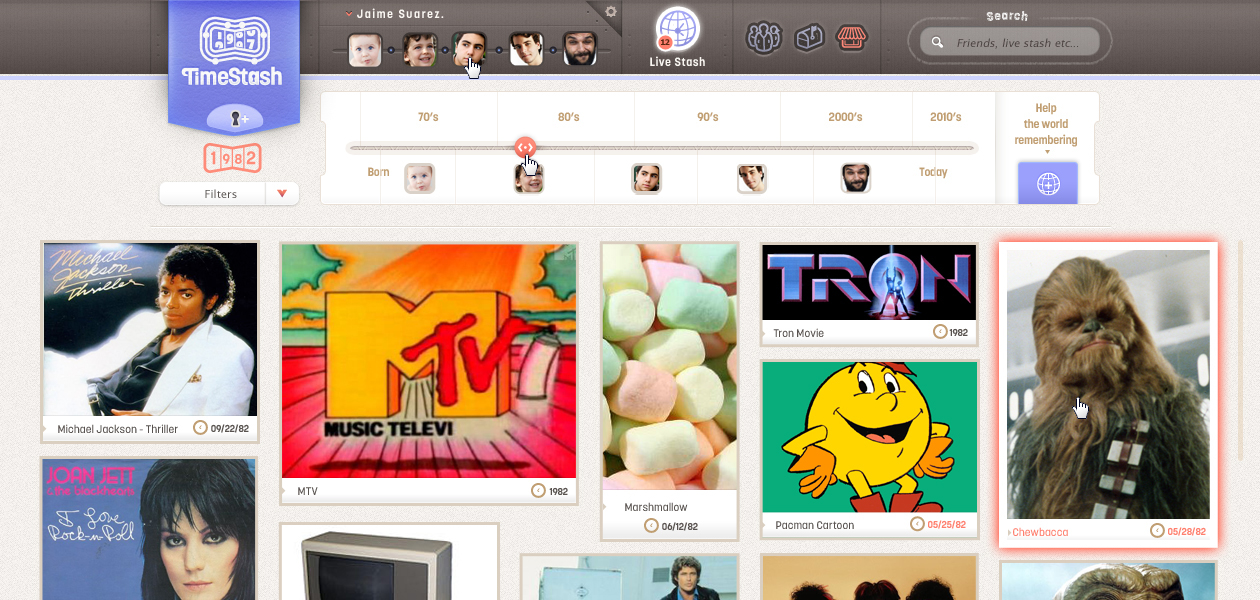 Jaime Suarez.
12
Live Stash
Search
Friends, live stash etc...
1907
TimeStash
1982
Filters
70's
80's
90's
2000's
2010's
Born
Today
Help
the world
remembering
Michael
Jackson
Thriller
Michael Jackson - Thriller
09/22/82
MTV
MUSIC TELEVI
MTV
1982
Marshmallow
06/12/82
TRON
Tron Movie
1982
Pacman Cartoon
05/25/82
Chewbacca
05/28/82
JOAN JETT
& the blackhearts
I Love
Rock-n-Roll